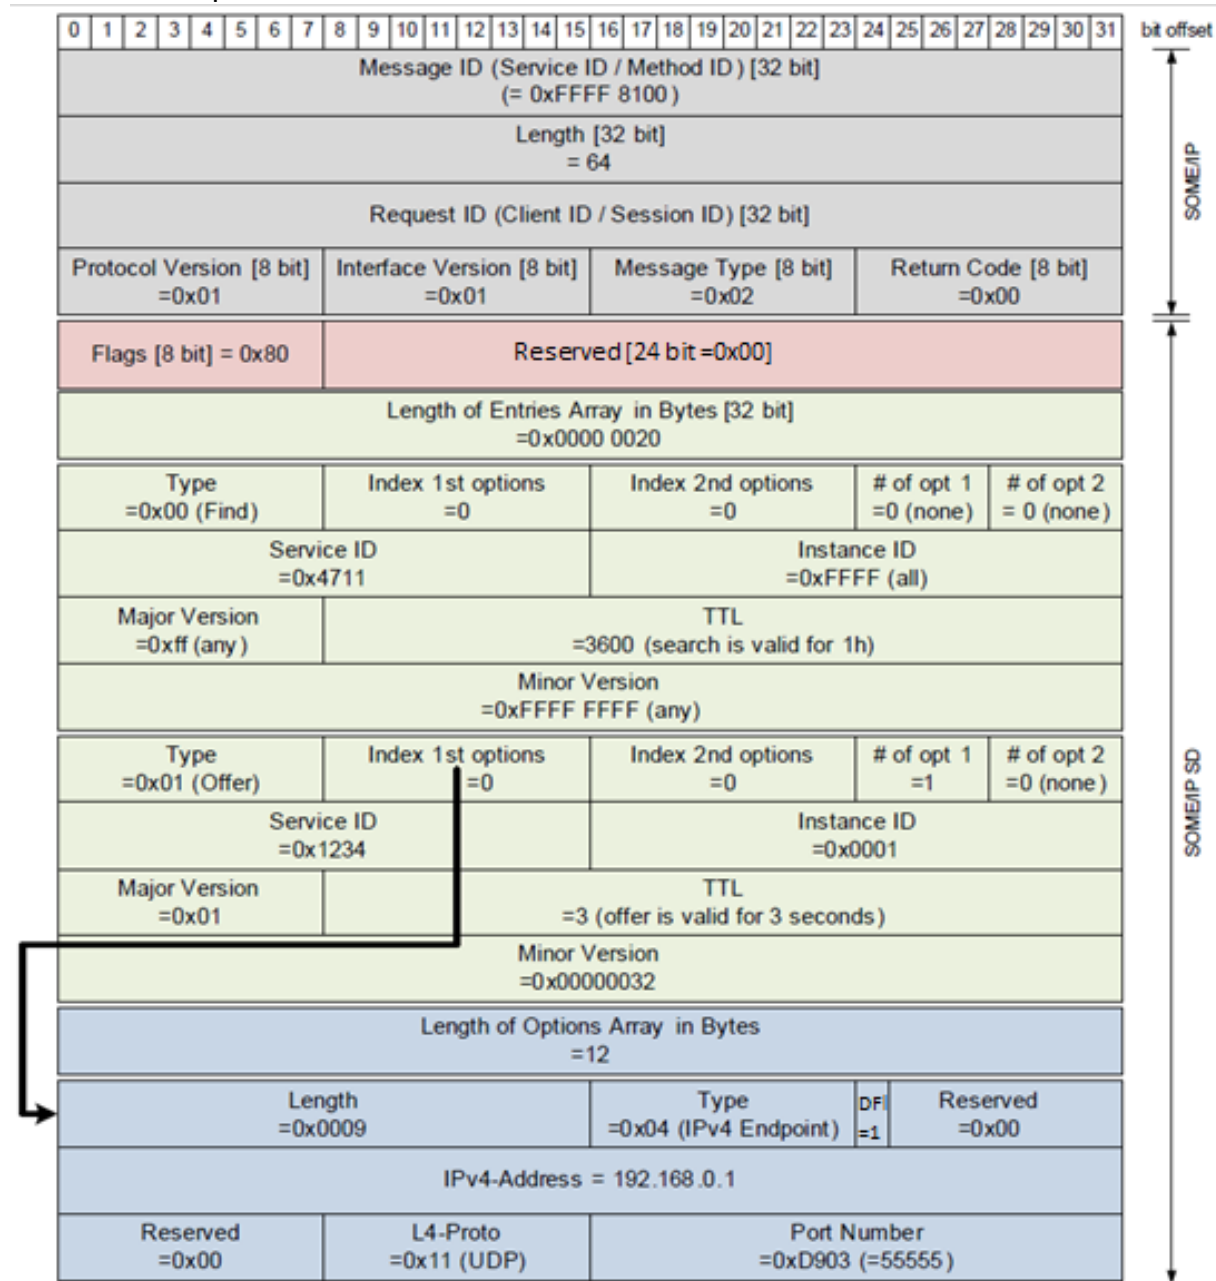 0 1 2 3 4 5 6 7 8 9 10 11 12 13 14 15 16 17 18 19 20 21 22 23 24 25 26 27 28 29 30 31 bit offset
Message ID (Service ID / Method ID) [32 bit]
(= 0xFFFF 8100)
Length [32 bit]
= 64
Request ID (Client ID / Session ID) [32 bit]
Protocol Version [8 bit] Interface Version [8 bit] Message Type [8 bit] Return Code [8 bit]
=0x01 =0x01 =0x02 =0x00
SOME/IP
Flags [8 bit] = 0x80 Reserved [24 bit =0x00]
Length of Entries Array in Bytes [32 bit]
=0x0000 0020
Type Index 1st options Index 2nd options # of opt 1 # of opt 2
=0x00 (Find) =0 =0 =0 (none) = 0 (none)
Service ID Instance ID
=0x4711 =0xFFFF (all)
Major Version TTL
=0xff (any) =3600 (search is valid for 1h)
Minor Version
=0xFFFF FFFF (any)
Type Index 1st options Index 2nd options # of opt 1 # of opt 2
=0x01 (Offer) =0 =0 =1 =0 (none)
Service ID Instance ID
=0x1234 =0x0001
Major Version TTL
=0x01 =3 (offer is valid for 3 seconds)
Minor Version
=0x00000032
Length of Options Array in Bytes
=12
Length Type DF Reserved
=0x0009 =0x04 (IPv4 Endpoint) =1 =0x00
IPv4-Address = 192.168.0.1
Reserved L4-Proto Port Number
=0x00 =0x11 (UDP) =0xD903 (=55555)
SOME/IP SD